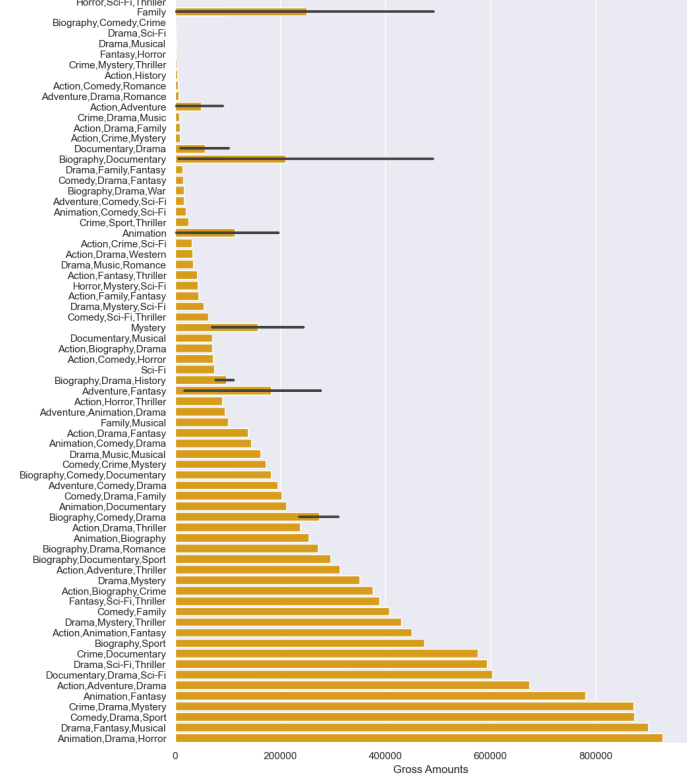 Horror,Sci-Fi,Thriller
Family
Biography,Comedy,Crime
Drama,Sci-Fi
Drama,Musical
Fantasy,Horror
Crime,Mystery,Thriller
Action,History
Action,Comedy,Romance
Adventure,Drama,Romance
Action,Adventure
Crime,Drama,Music
Action,Drama,Family
Action,Crime,Mystery
Documentary,Drama
Biography,Documentary
Drama,Family,Fantasy
Comedy,Drama,Fantasy
Biography,Drama,War
Adventure,Comedy,Sci-Fi
Animation,Comedy,Sci-Fi
Crime,Sport,Thriller
Animation
Action,Crime,Sci-Fi
Action,Drama,Western
Drama,Music,Romance
Action,Fantasy,Thriller
Horror,Mystery,Sci-Fi
Action,Family,Fantasy
Drama,Mystery,Sci-Fi
Comedy,Sci-Fi,Thriller
Mystery
Documentary,Musical
Action,Biography,Drama
Action,Comedy,Horror
Sci-Fi
Biography,Drama,History
Adventure,Fantasy
Action,Horror,Thriller
Adventure,Animation,Drama
Family,Musical
Action,Drama,Fantasy
Animation,Comedy,Drama
Drama,Music,Musical
Comedy,Crime,Mystery
Biography,Comedy,Documentary
Adventure,Comedy,Drama
Comedy,Drama,Family
Animation,Documentary
Biography,Comedy,Drama
Action,Drama,Thriller
Animation,Biography
Biography,Drama,Romance
Biography,Documentary,Sport
Action,Adventure,Thriller
Drama,Mystery
Action,Biography,Crime
Fantasy,Sci-Fi,Thriller
Comedy,Family
Drama,Mystery,Thriller
Action,Animation,Fantasy
Biography,Sport
Crime,Documentary
Drama,Sci-Fi,Thriller
Documentary,Drama,Sci-Fi
Action,Adventure,Drama
Animation,Fantasy
Crime,Drama,Mystery
Comedy,Drama,Sport
Drama,Fantasy,Musical
Animation,Drama,Horror
0 200000 400000 600000 800000
Gross Amounts